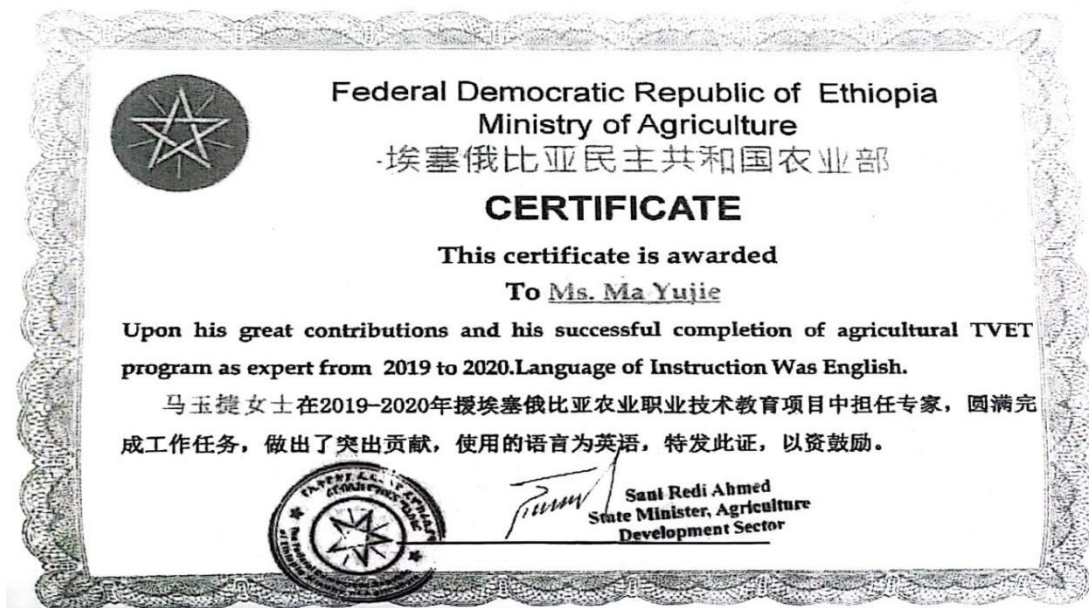 Federal Democratic Republic of Ethiopia
Ministry of Agriculture
埃塞俄比亚民主共和国农业部
CERTIFICATE
This certificate is awarded
To Ms. Ma Yujie
Upon his great contributions and his successful completion of agricultural TVET
program as expert from 2019 to 2020.Language of Instruction Was English.
马玉捷女士在2019-2020年援埃塞俄比亚农业职业技术教育项目中担任专家，圆满完
成工作任务，做出了突出贡献，使用的语言为英语，特发此证，以资鼓励。
Sani Redi Ahmed
State Minister, Agriculture
Development Sector